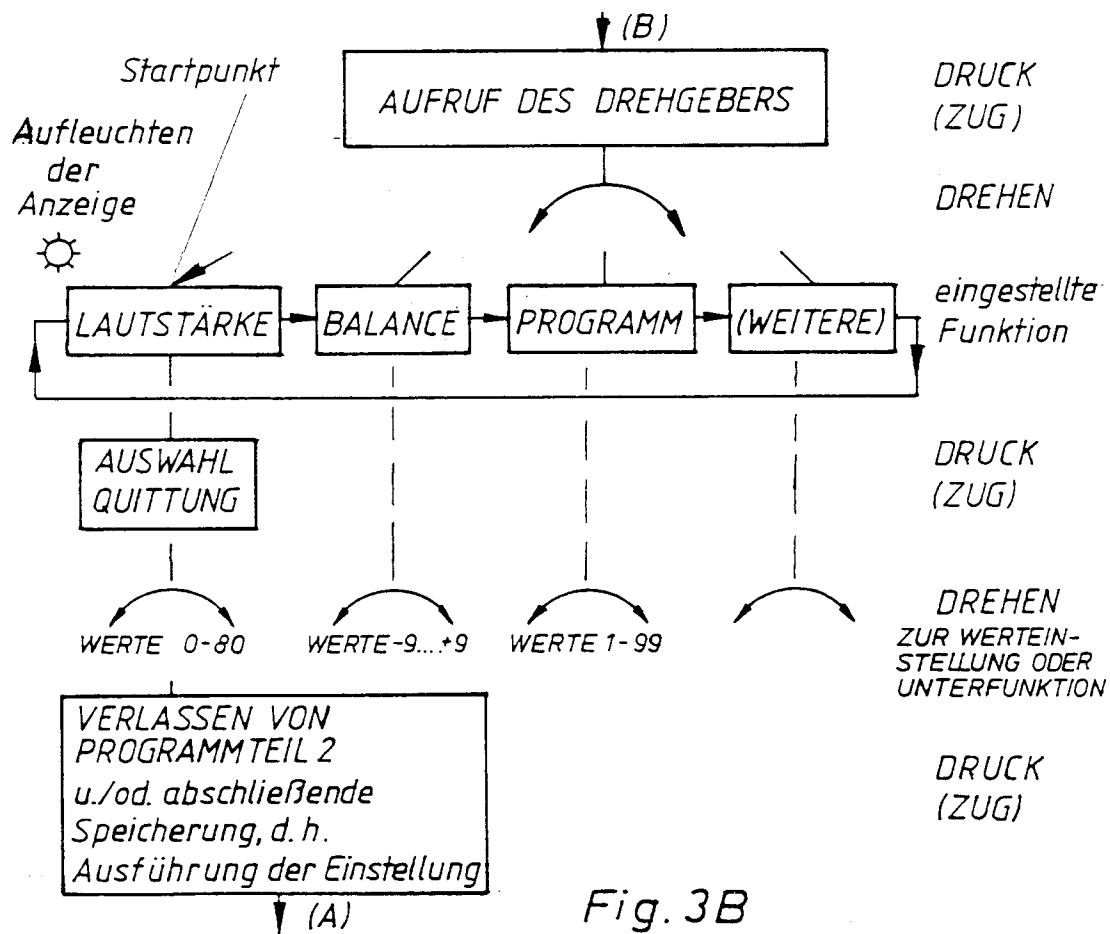 (B)
Startpunkt
AUFRUF DES DREHGEBERS
DRUCK
(ZUG)
Aufleuchten
der
Anzeige
DREHEN
LAUTSTÄRKE
BALANCE
PROGRAMM
(WEITERE)
eingestellte
Funktion
AUSWAHL
QUITTUNG
DRUCK
(ZUG)
WERTE 0-80
WERTE-9...+9
WERTE 1-99
DREHEN
ZUR WERTEIN-
STELLUNG ODER
UNTERFUNKTION
VERLASSEN VON
PROGRAMMTEIL 2
u./od. abschließende
Speicherung, d.h.
Ausführung der Einstellung
DRUCK
(ZUG)
(A)
Fig. 3B